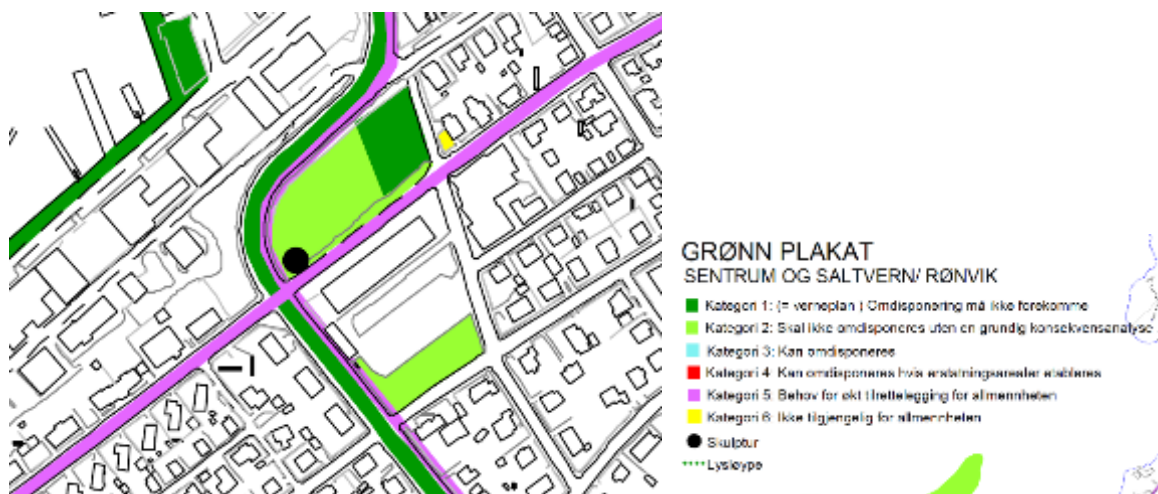 GRØNN PLAKAT
SENTRUM OG SALTVERN/ RØNVIK
Kategori 1: (= verneplan ) Omdisponering må ikke forekomme
Kategori 2: Skal ikke omdisponeres uten en grundig konsekvensanalyse
Kategori 3: Kan omdisponeres
Kategori 4: Kan omdisponeres hvis erstatningsarealer etableres
Kategori 5: Behov for økt tilrettelegging for allmennheten
Kategori 6: Ikke tilgjengelig for allmennheten
Skulptur
Lysløype